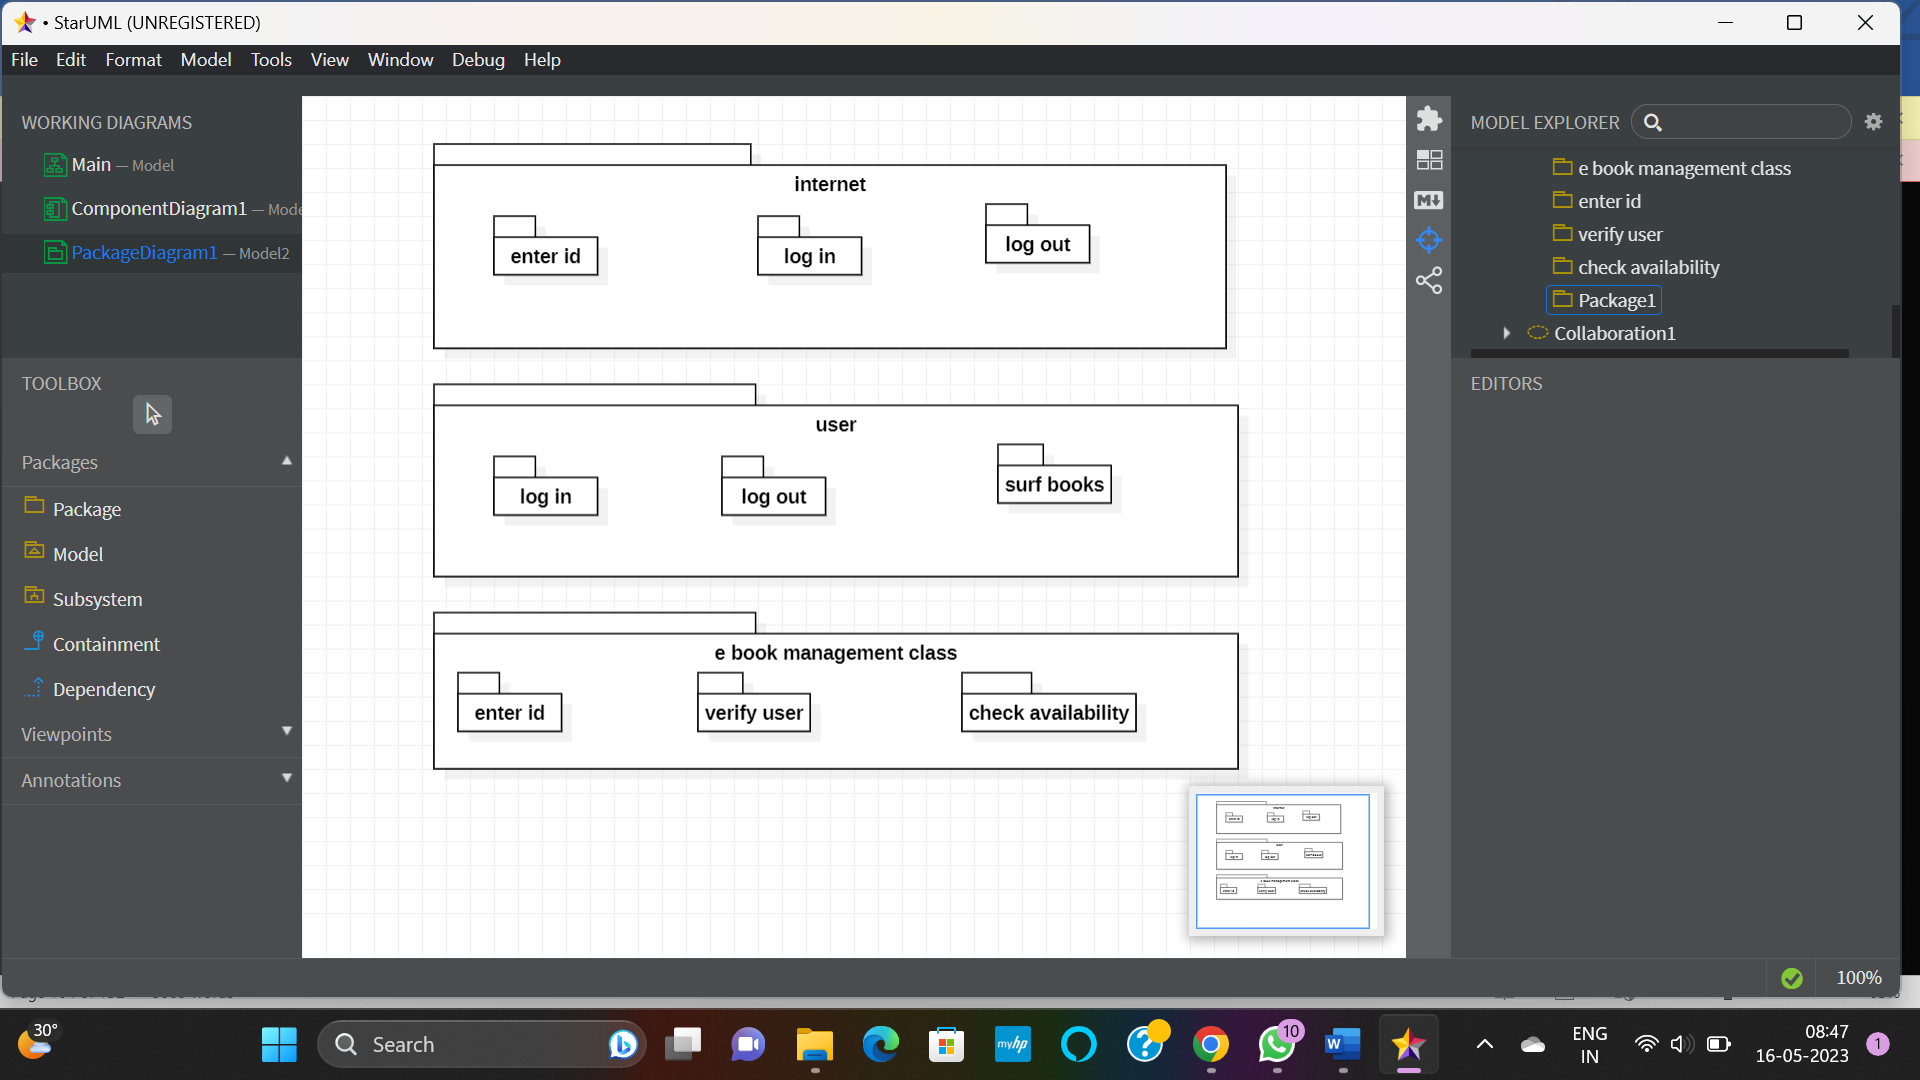 • StarUML (UNREGISTERED)
File Edit Format Model Tools View Window Debug Help
WORKING DIAGRAMS
Main — Model
ComponentDiagram1 — Mode
PackageDiagram1 — Model2
TOOLBOX
Packages
Package
Model
Subsystem
Containment
Dependency
Viewpoints
Annotations
internet
enter id
log in
log out
user
log in
log out
surf books
e book management class
enter id
verify user
check availability
MODEL EXPLORER
e book management class
enter id
verify user
check availability
Package1
Collaboration1
EDITORS
100%
30°
Search
myhp
10
W
ENG
IN
08:47
16-05-2023
1